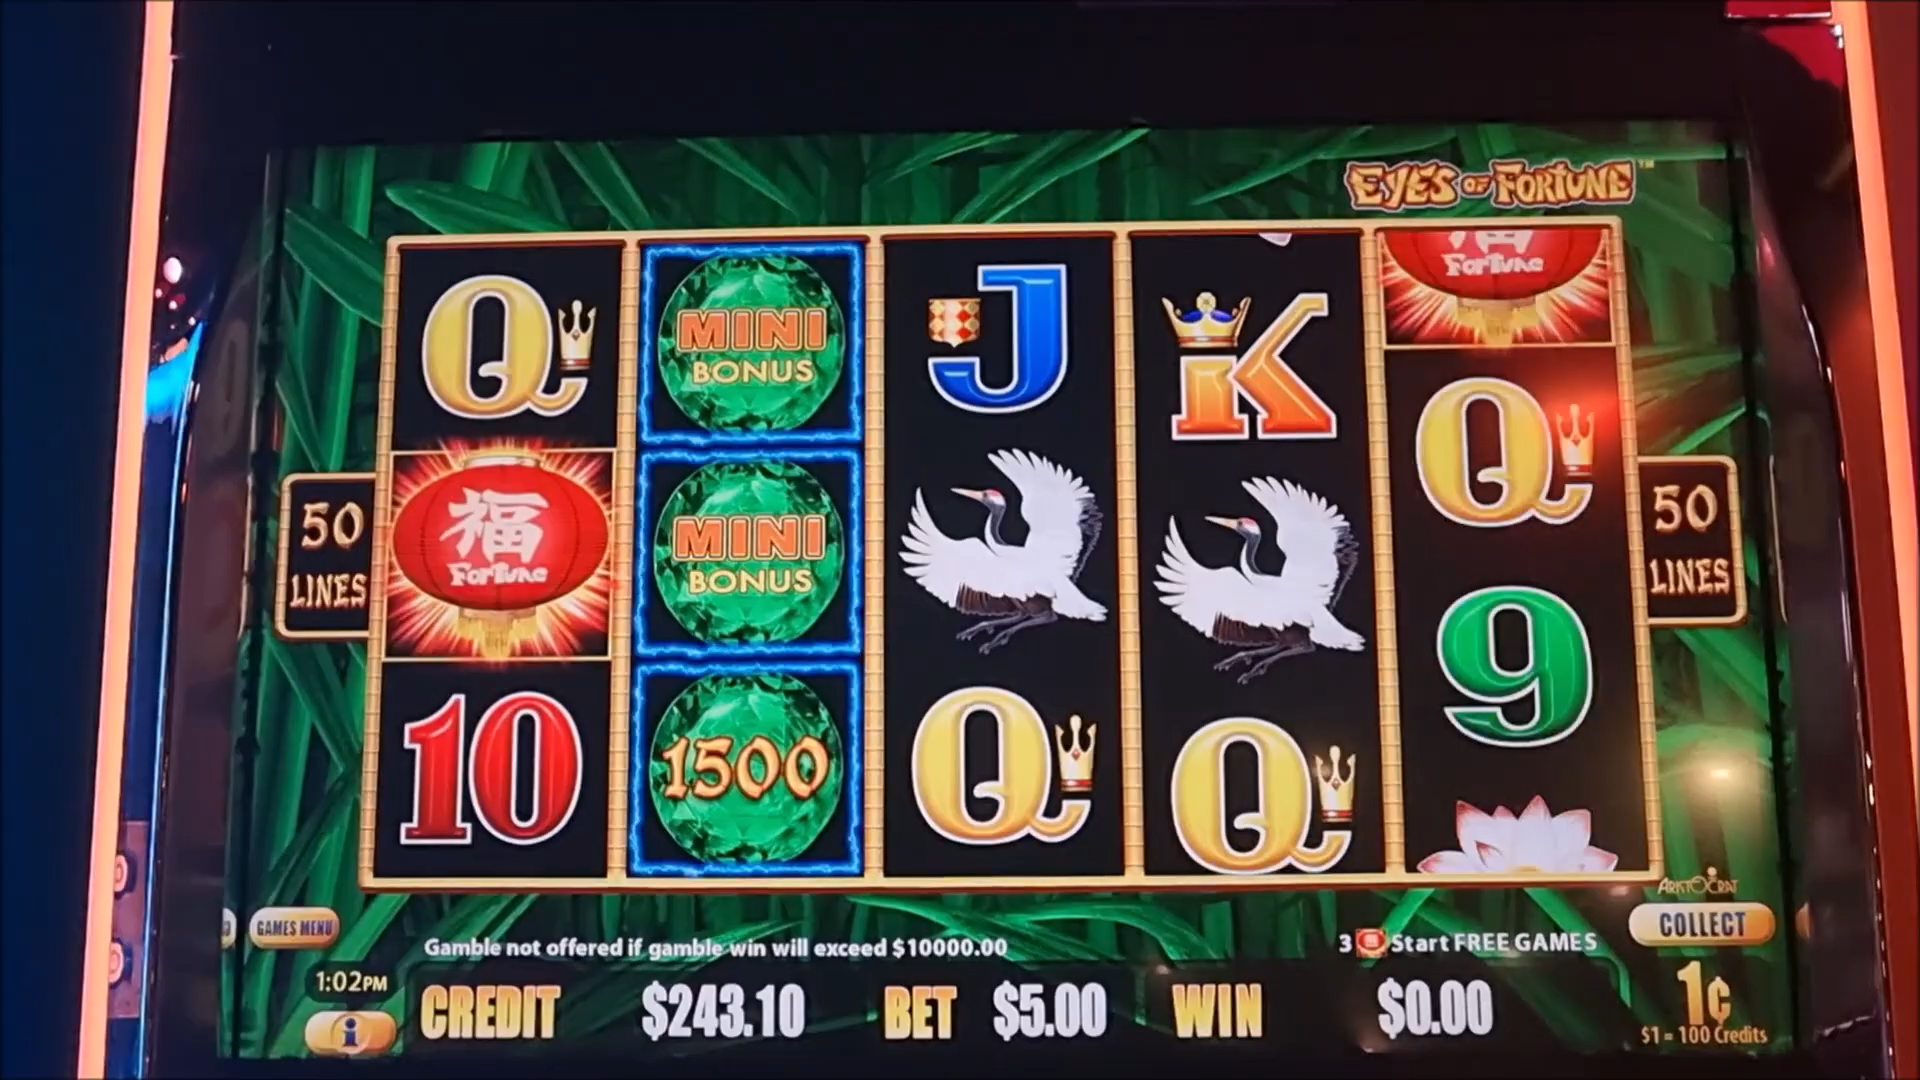 EYES OF FORTUNE™
Q
MINI
BONUS
J
K
福
Fortune
Q
50
LINES
福
Fortune
MINI
BONUS
50
LINES
9
10
1500
Q
Q
ARISTOCRAT
GAMES MENU
COLLECT
Gamble not offered if gamble win will exceed $10000.00
3 Start FREE GAMES
1:02PM
CREDIT $243.10 BET $5.00 WIN $0.00
1¢
$1 = 100 Credits
i